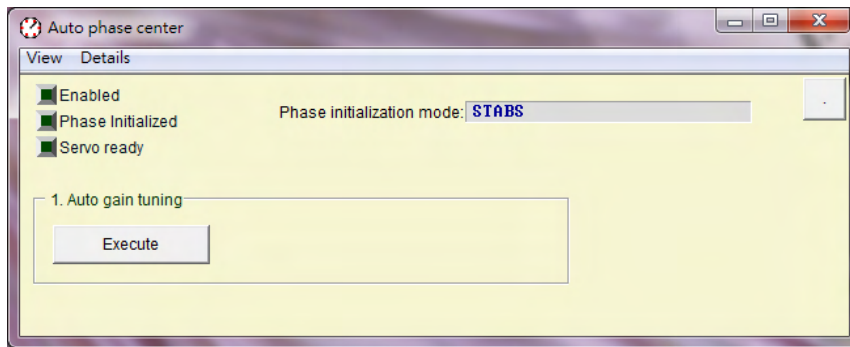 Auto phase center
View Details
Enabled
Phase Initialized
Servo ready
Phase initialization mode: STABS
.
1. Auto gain tuning
Execute